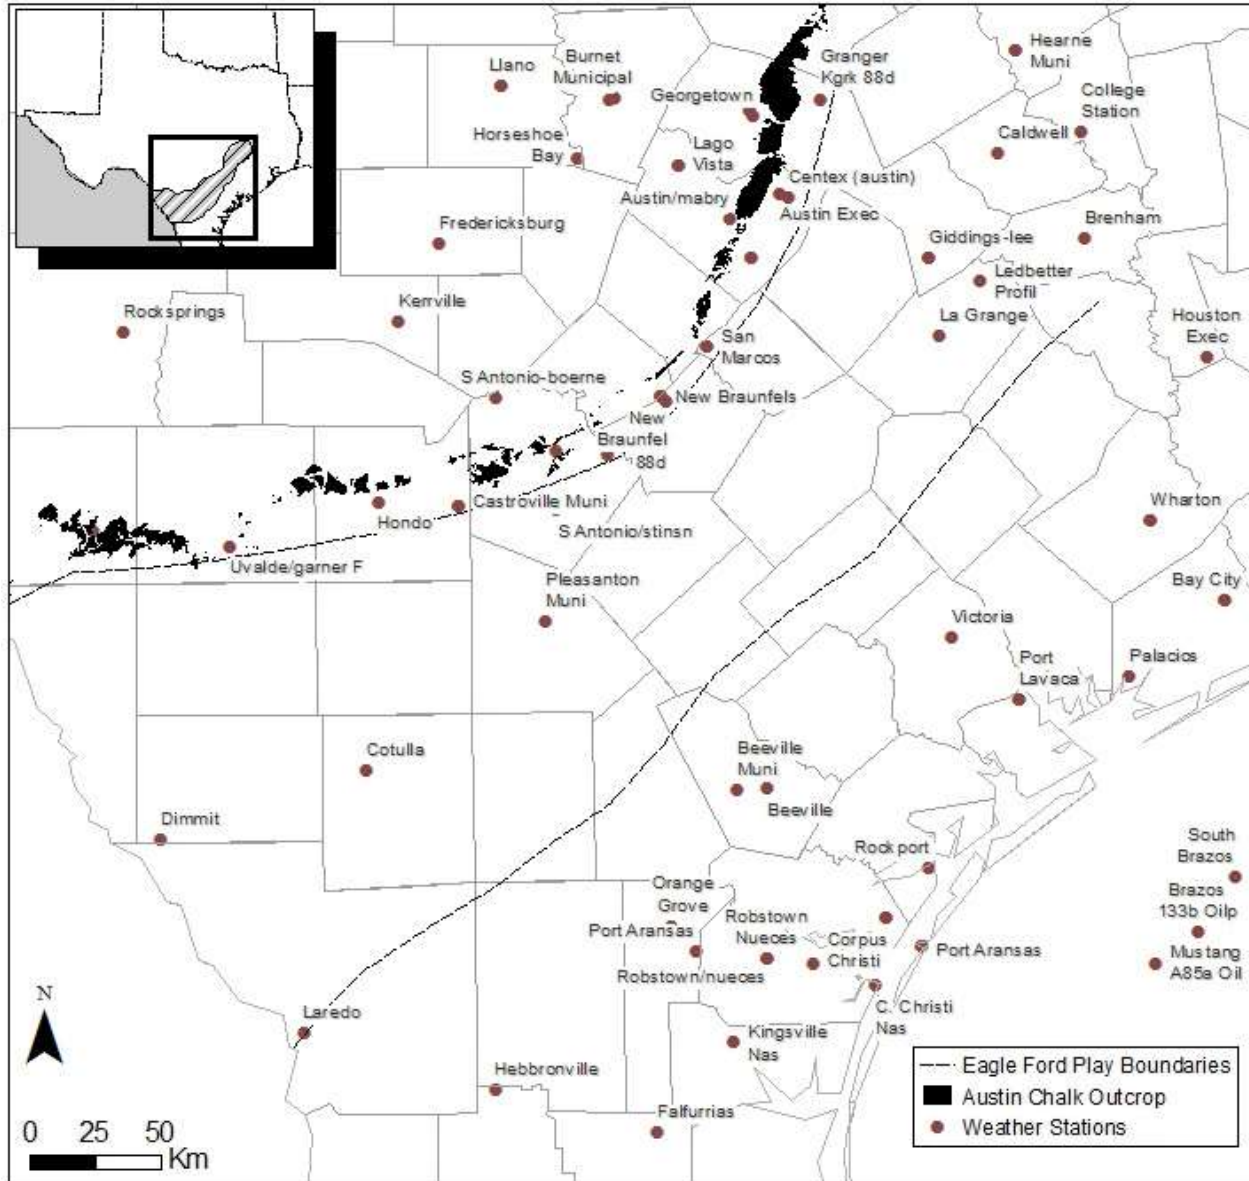 Llano
Burnet
Municipal
Granger
Kgrk 88d
Hearne
Muni
Georgetown
College
Station
Horseshoe
Bay
Lago
Vista
Caldwell
Centex (austin)
Austin/mabry
Austin Exec
Fredericksburg
Brenham
Giddings-lee
Ledbetter
Profil
Rocksprings
Kerrville
La Grange
Houston
Exec
San
Marcos
S Antonio-boerne
New Braunfels
New
Braunfel
88d
Castroville Muni
Hondo
S Antonio/stinsn
Wharton
Uvalde/garner F
Pleasanton
Muni
Bay City
Victoria
Port
Lavaca
Palacios
Cotulla
Beeville
Muni
Beeville
Dimmit
Rockport
South
Brazos
Orange
Grove
Brazos
133b Oilp
Robstown
Nueces
Port Aransas
Corpus
Christi
Port Aransas
Mustang
A85a Oil
Robstown/nueces
C. Christi
Nas
N
Laredo
Kingsville
Nas
Hebbronville
Falfurrias
Eagle Ford Play Boundaries
Austin Chalk Outcrop
Weather Stations
0 25 50
Km